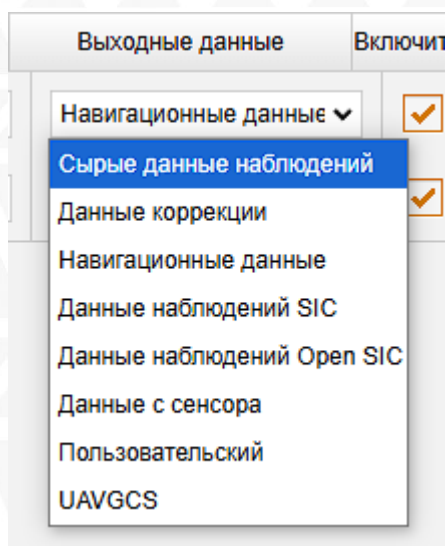 Выходные данные
Включит
Навигационные данные
Сырые данные наблюдений
Данные коррекции
Навигационные данные
Данные наблюдений SIC
Данные наблюдений Open SIC
Данные с сенсора
Пользовательский
UAVGCS